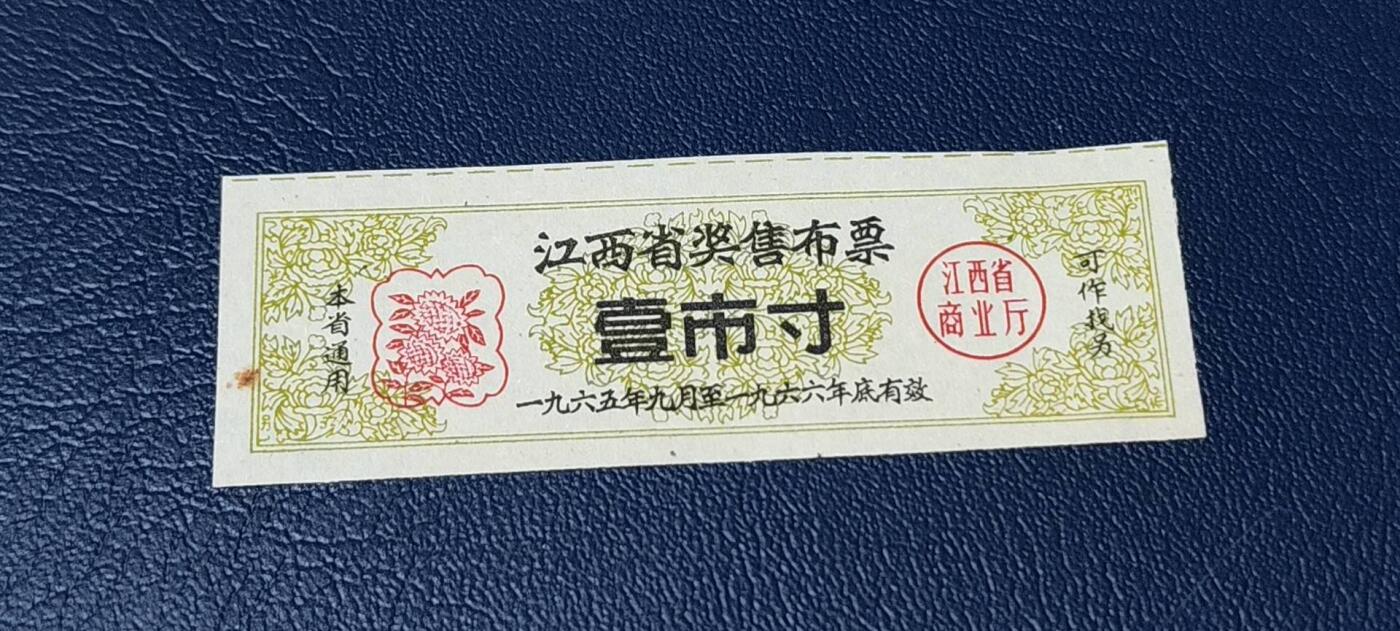 江西省奖售布票
壹市寸
一九六五年九月至一九六六年底有效
本省通用
江西省
商业厅
可作找另